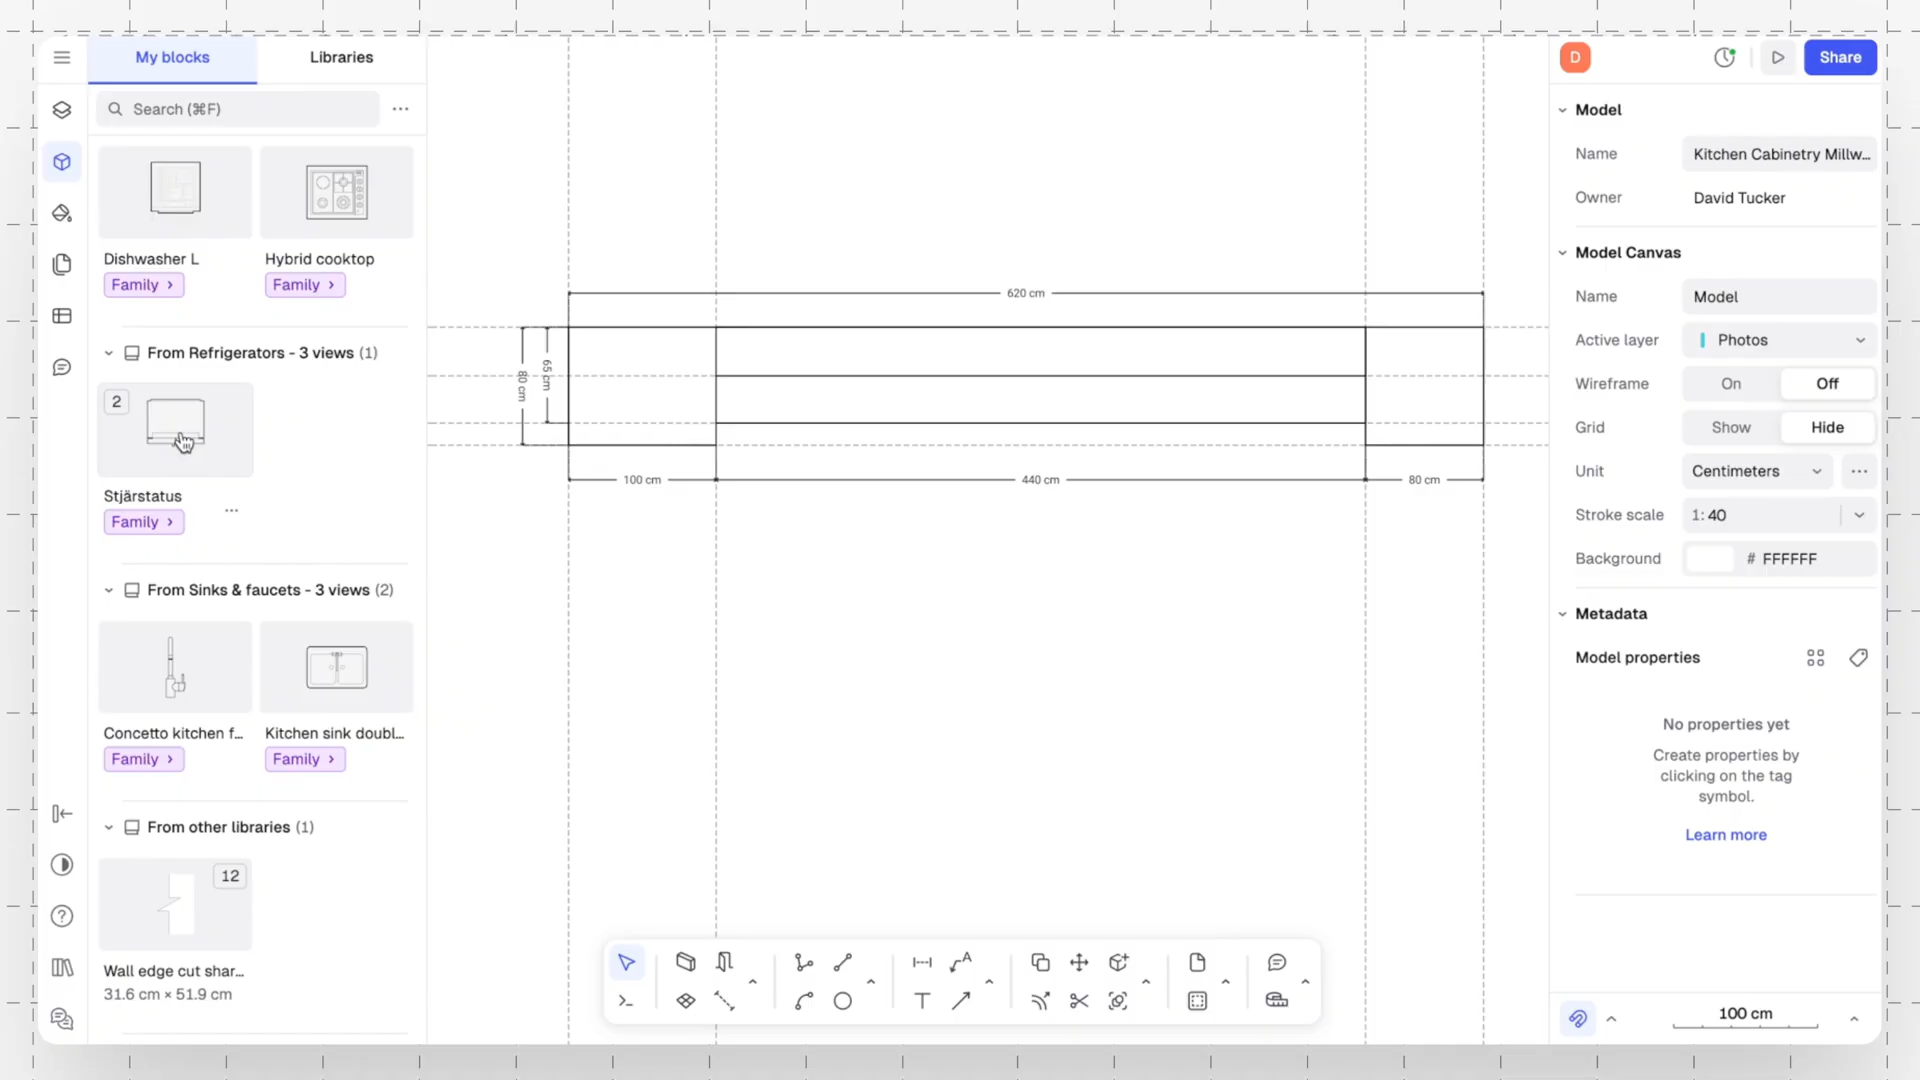 My blocks
Libraries
Search (⌘F)
Dishwasher L
Family
Hybrid cooktop
Family
From Refrigerators - 3 views (1)
2
Stjärstatus
Family
From Sinks & faucets - 3 views (2)
Concetto kitchen f...
Family
Kitchen sink doubl...
Family
From other libraries (1)
12
Wall edge cut shar...
31.6 cm × 51.9 cm
620 cm
80 cm
65 cm
100 cm
440 cm
80 cm
D
Share
Model
Name
Kitchen Cabinetry Millw...
Owner
David Tucker
Model Canvas
Name
Model
Active layer
Photos
Wireframe
On
Off
Grid
Show
Hide
Unit
Centimeters
Stroke scale
1: 40
Background
# FFFFFF
Metadata
Model properties
No properties yet
Create properties by
clicking on the tag
symbol.
Learn more
100 cm